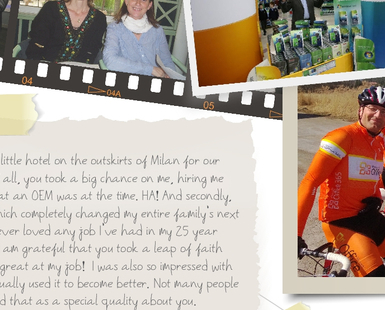 04
04A
05
little hotel on the outskirts of Milan for our
all, you took a big chance on me, hiring me
at an OEM was at the time. HA! And secondly,
hich completely changed my entire family's next
ever loved any job I've had in my 25 year
am grateful that you took a leap of faith
great at my job! I was also so impressed with
ually used it to become better. Not many people
d that as a special quality about you.